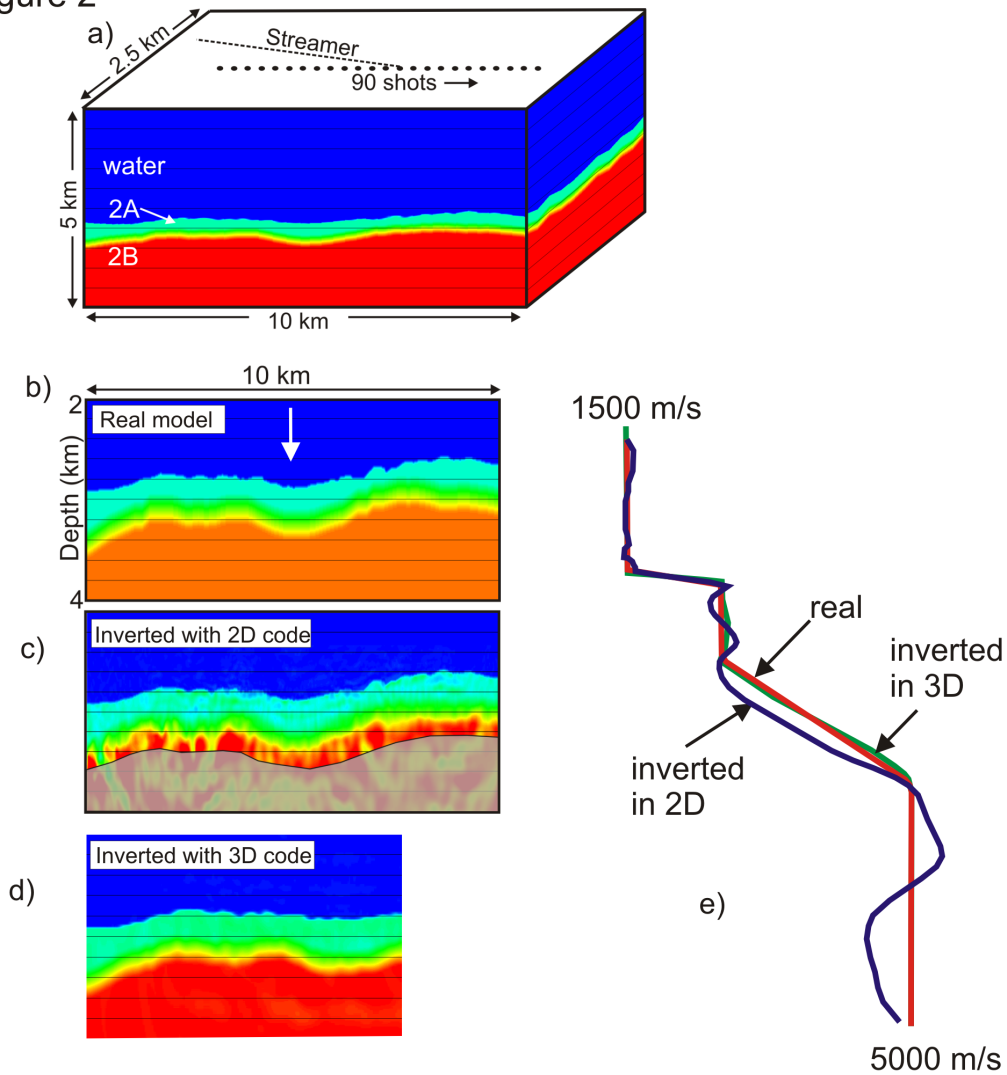 gure 2
a)
2.5 km
Streamer
90 shots
water
2A
2B
5 km
10 km
b)
10 km
2
Real model
Depth (km)
4
c)
Inverted with 2D code
d)
Inverted with 3D code
1500 m/s
real
inverted
in 3D
inverted
in 2D
e)
5000 m/s